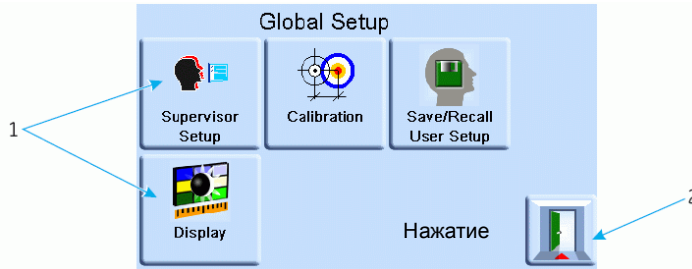 Global Setup
1
Supervisor
Setup
Calibration
Save/Recall
User Setup
Display
Нажатие
2